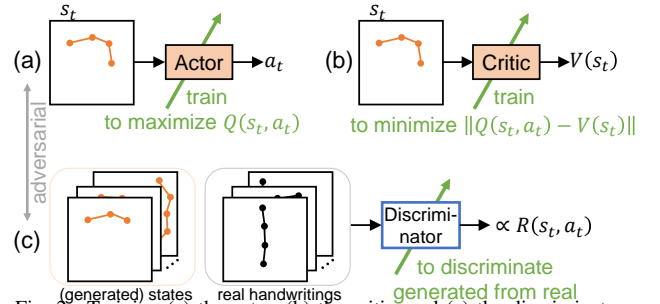 s_t
(a)
Actor
a_t
train
to maximize Q(s_t, a_t)
s_t
(b)
Critic
V(s_t)
train
to minimize ‖Q(s_t, a_t) − V(s_t)‖
adversarial
(c)
(generated) states
real handwritings
Discrimi-
nator
∝ R(s_t, a_t)
to discriminate
generated from real